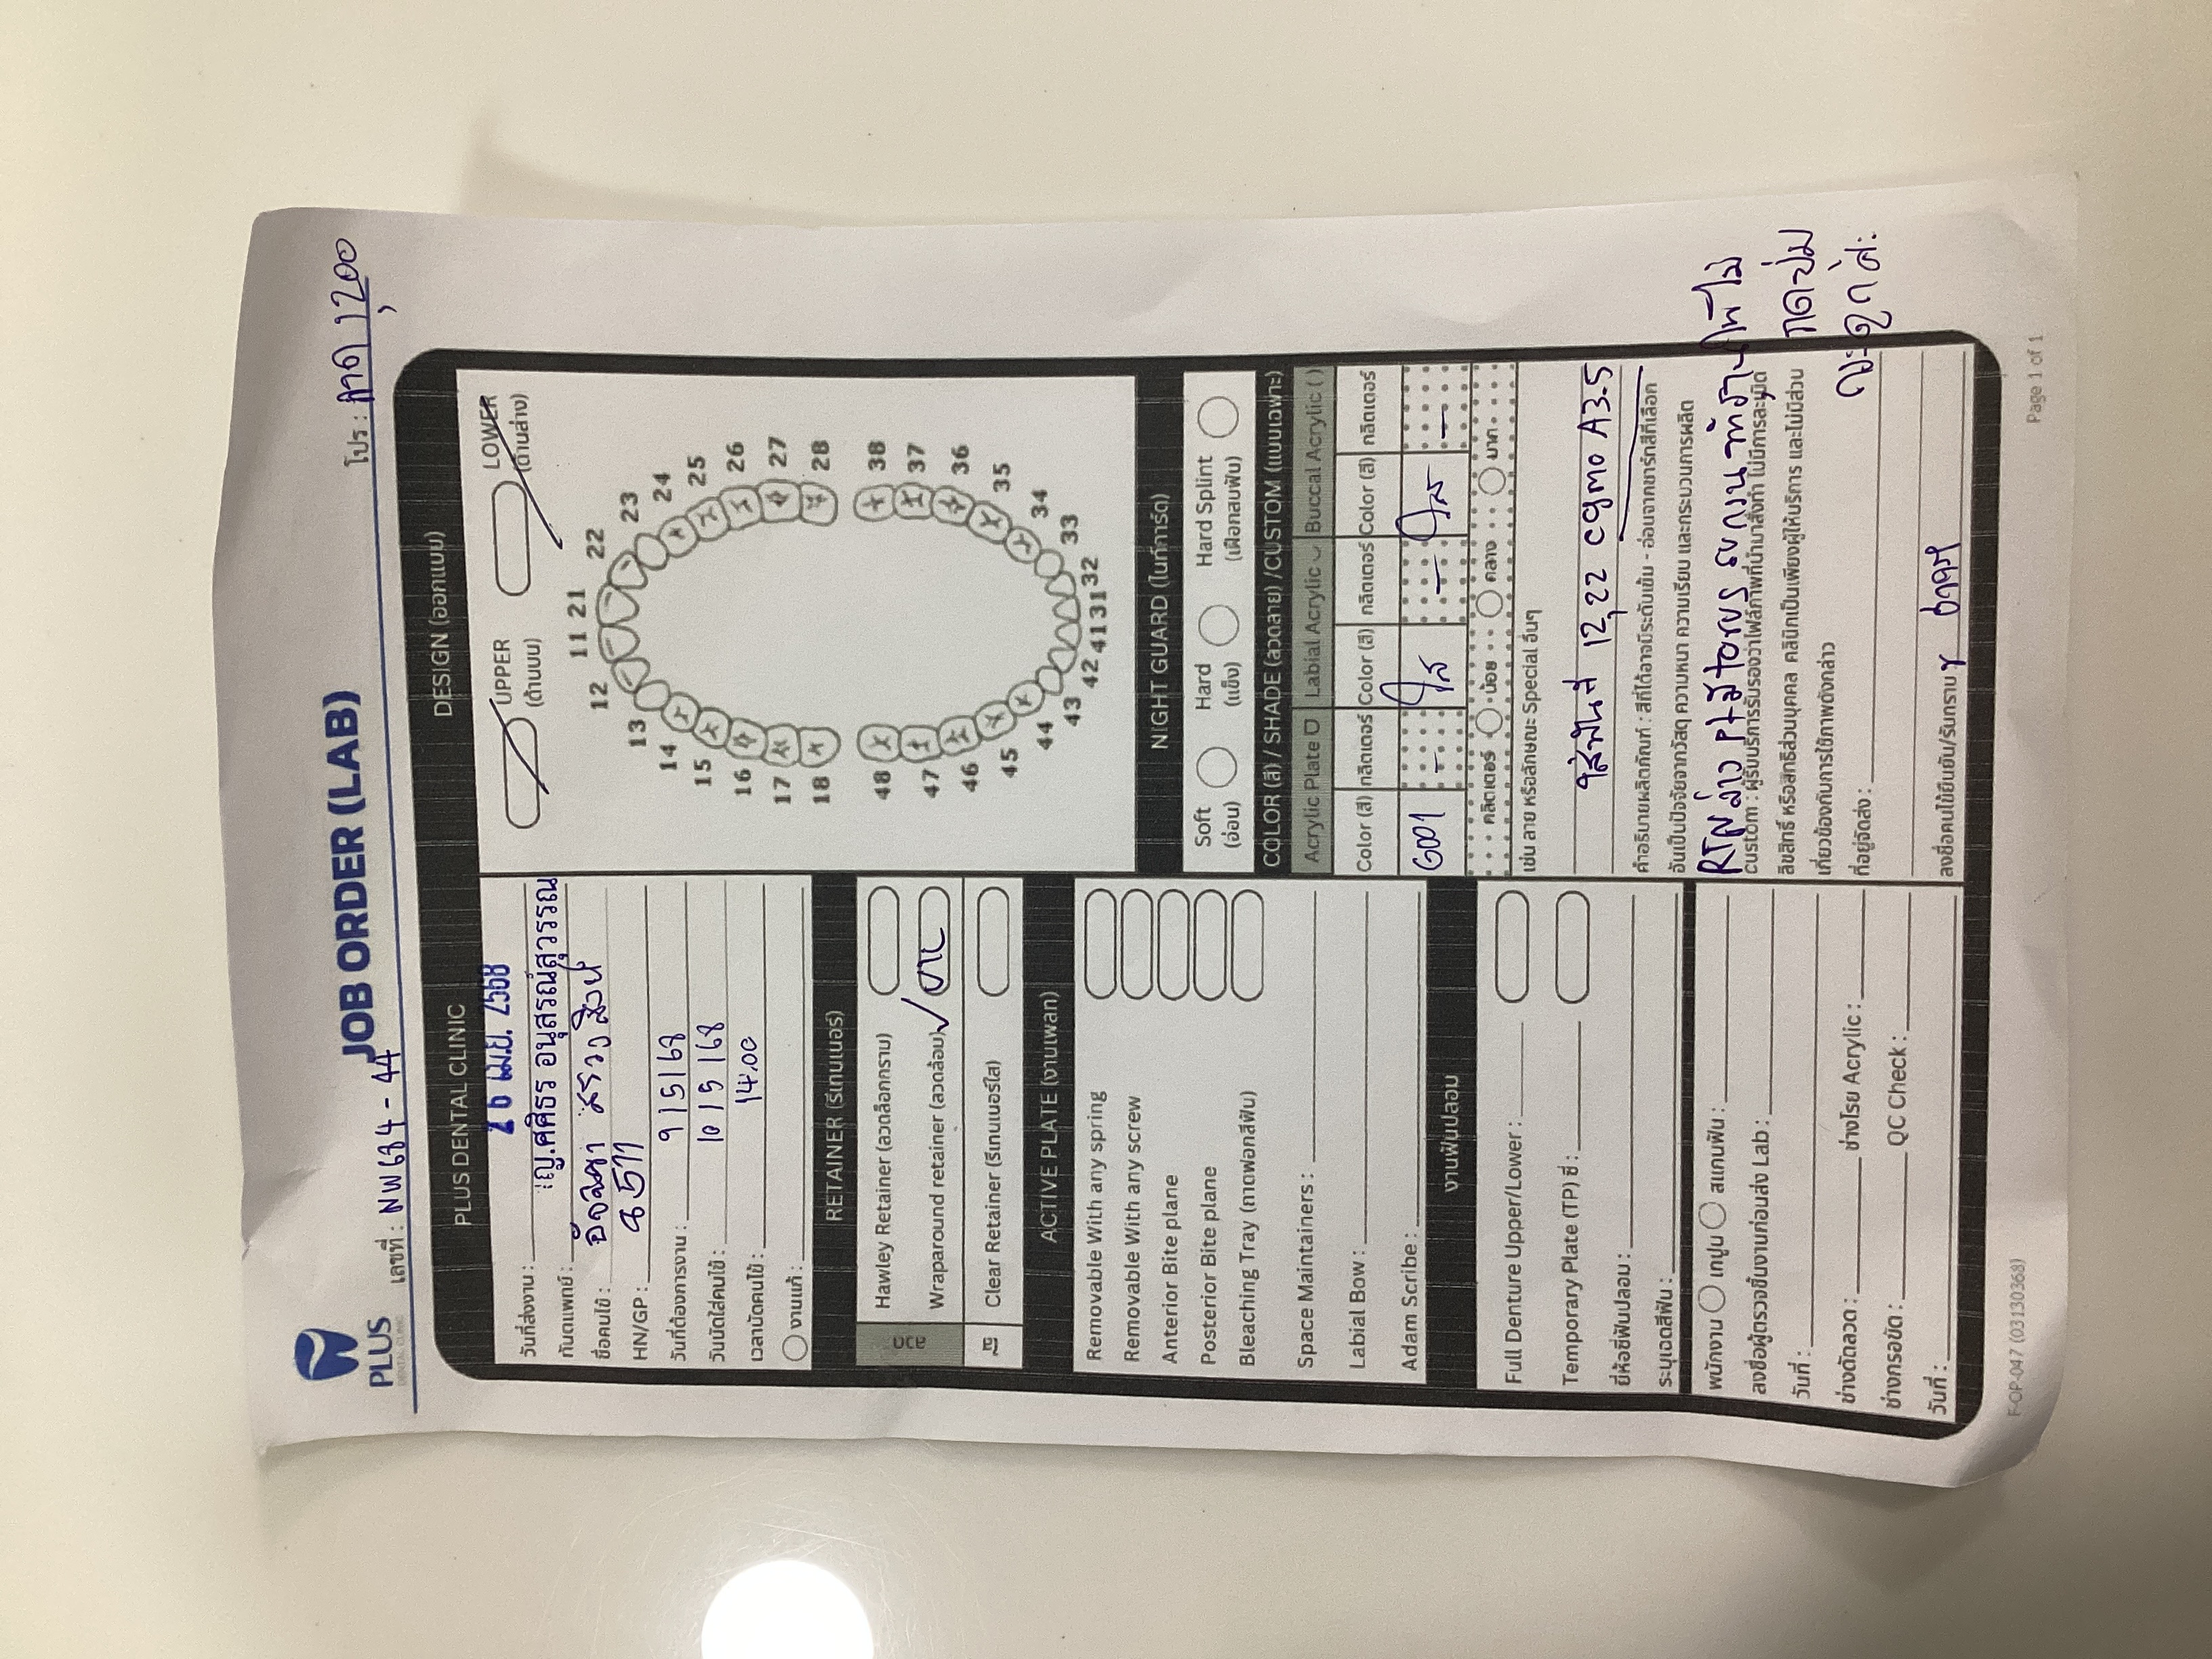 PLUS
DENTAL CLINIC
JOB ORDER (LAB)
เลขที่ : NW684 - 44
โปร : ลวด 1,200
PLUS DENTAL CLINIC
วันที่ส่งงาน : 26 เม.ย. 2568
ทันตแพทย์ : ญ.ศศิธร อนุสรณ์สุวรรณ
ชื่อคนไข้ :
HN/GP : 8511
วันที่ต้องการงาน : 9/5/68
วันนัดใส่คนไข้ : 10/5/68
เวลานัดคนไข้ : 14.00
งานแก้ :
RETAINER (รีเทนเนอร์)
ลวด
Hawley Retainer (ลวดล็อกกราม)
Wraparound retainer (ลวดล้อม)
ใส
Clear Retainer (รีเทนเนอร์ใส)
ACTIVE PLATE (งานเพลท)
Removable With any spring
Removable With any screw
Anterior Bite plane
Posterior Bite plane
Bleaching Tray (ถาดฟอกสีฟัน)
Space Maintainers :
Labial Bow :
Adam Scribe :
งานฟันปลอม
Full Denture Upper/Lower :
Temporary Plate (TP) ซี่ :
ยี่ห้อซี่ฟันปลอม :
ระบุเฉดสีฟัน :
พนักงาน เทปูน สแกนฟัน :
ลงชื่อผู้ตรวจชิ้นงานก่อนส่ง Lab :
วันที่ :
ช่างดัดลวด : ช่างโรย Acrylic :
ช่างกรอขัด : QC Check :
วันที่ :
DESIGN (ออกแบบ)
UPPER
(ด้านบน)
LOWER
(ด้านล่าง)
11 21
12 22
13 23
14 24
15 25
16 26
17 27
18 28
48 38
47 37
46 36
45 35
44 34
43 33
42 41 31 32
NIGHT GUARD (ไนท์การ์ด)
Soft
(อ่อน)
Hard
(แข็ง)
Hard Splint
(เฝือกสบฟัน)
COLOR (สี) / SHADE (ลวดลาย) /CUSTOM (แบบเฉพาะ)
Acrylic Plate Labial Acrylic Buccal Acrylic ( )
Color (สี) กลิตเตอร์ Color (สี) กลิตเตอร์ Color (สี) กลิตเตอร์
G001 - ใส - ใส -
กลิตเตอร์ น้อย กลาง มาก
เช่น ลาย หรือลักษณะ Special อื่นๆ
ใส่ฟันที่ 12,22 cosmo A3.5
คำอธิบายผลิตภัณฑ์ : สีที่ได้อาจมีระดับเข้ม - อ่อนจากชาร์ทสีที่เลือก
อันเป็นปัจจัยจากวัสดุ ความหนา ความเรียบ และกระบวนการผลิต
RTN ล่าง pt มี torus รบกวน ทำฐานให้ไม่
กดปุ่ม
กระดูกค่ะ
custom : ผู้รับบริการรับรองว่าไฟล์ภาพที่นำมาสั่งทำ ไม่มีการละเมิด
ลิขสิทธิ์ หรือสิทธิส่วนบุคคล คลินิกเป็นเพียงผู้ให้บริการ และไม่มีส่วน
เกี่ยวข้องกับการใช้ภาพดังกล่าว
ที่อยู่จัดส่ง :
ลงชื่อคนไข้ยืนยัน/รับทราบ
F-OP-047 (03130368)
Page 1 of 1